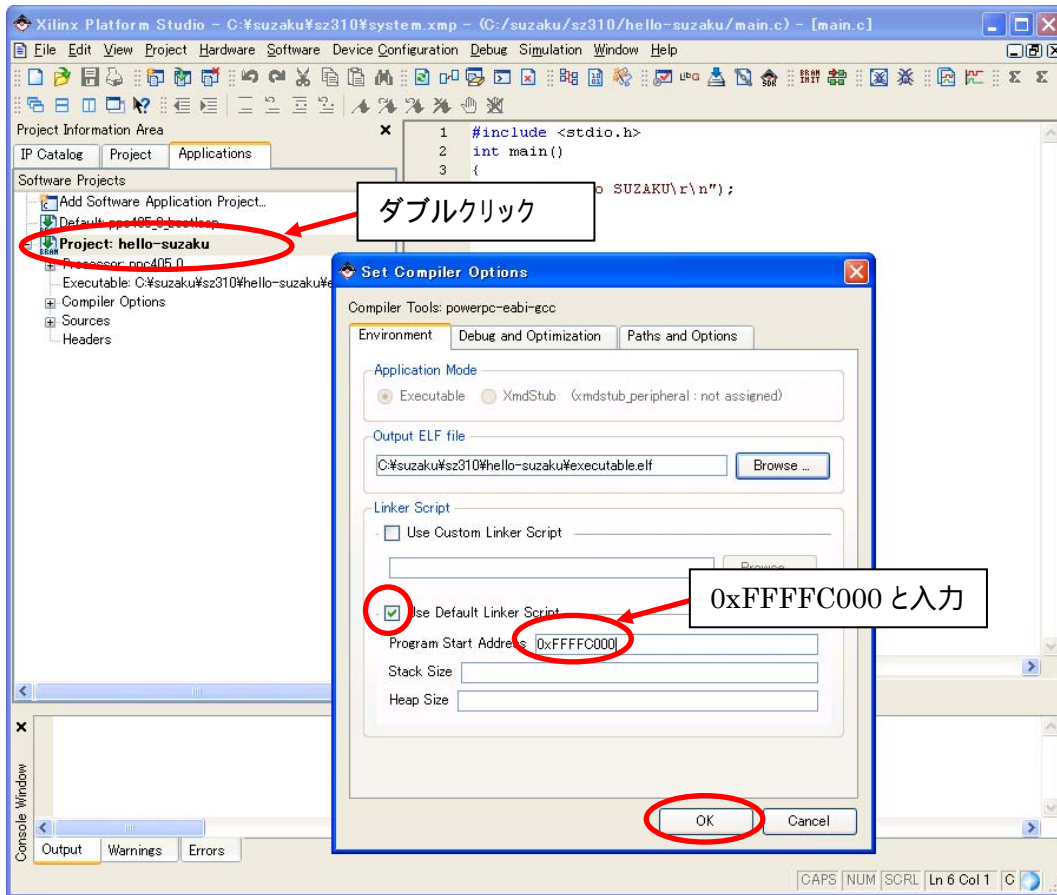 Xilinx Platform Studio - C:¥suzaku¥sz310¥system.xmp - (C:/suzaku/sz310/hello-suzaku/main.c) - [main.c]
File Edit View Project Hardware Software Device Configuration Debug Simulation Window Help
Project Information Area
IP Catalog Project Applications
Software Projects
Add Software Application Project...
Default: ppc405_0_bootloop
Project: hello-suzaku
Processor: ppc405_0
Executable: C:¥suzaku¥sz310¥hello-suzaku¥e
Compiler Options
Sources
Headers
1 #include <stdio.h>
2 int main()
3 {
o SUZAKU\r\n");
ダブルクリック
Set Compiler Options
Compiler Tools: powerpc-eabi-gcc
Environment Debug and Optimization Paths and Options
Application Mode
Executable XmdStub (xmdstub_peripheral : not assigned)
Output ELF file
C:¥suzaku¥sz310¥hello-suzaku¥executable.elf Browse ...
Linker Script
Use Custom Linker Script
Browse ...
0xFFFFC000 と入力
Use Default Linker Script
Program Start Address 0xFFFFC000
Stack Size
Heap Size
OK Cancel
Console Window
Output Warnings Errors
CAPS NUM SCRL Ln 6 Col 1 C